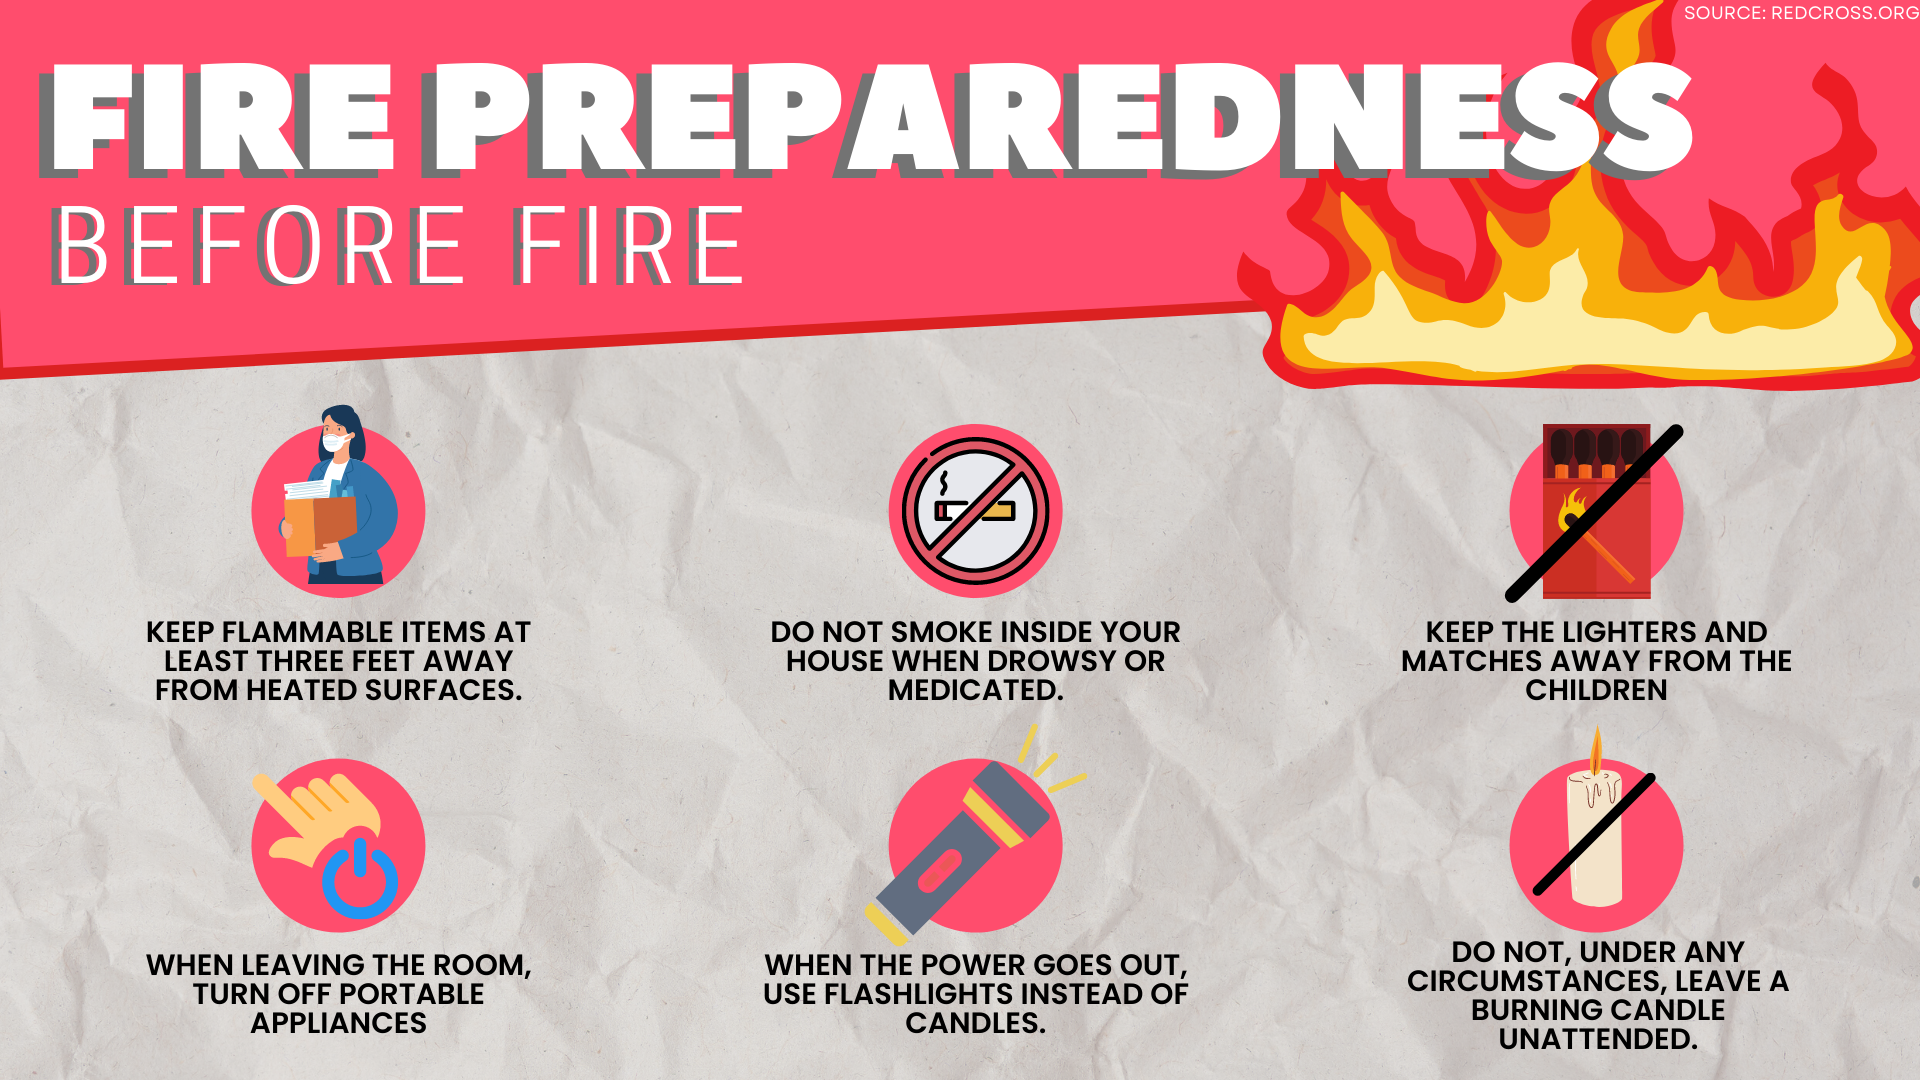 SOURCE: REDCROSS.ORG
FIRE PREPAREDNESS
BEFORE FIRE
KEEP FLAMMABLE ITEMS AT
LEAST THREE FEET AWAY
FROM HEATED SURFACES.
DO NOT SMOKE INSIDE YOUR
HOUSE WHEN DROWSY OR
MEDICATED.
KEEP THE LIGHTERS AND
MATCHES AWAY FROM THE
CHILDREN
WHEN LEAVING THE ROOM,
TURN OFF PORTABLE
APPLIANCES
WHEN THE POWER GOES OUT,
USE FLASHLIGHTS INSTEAD OF
CANDLES.
DO NOT, UNDER ANY
CIRCUMSTANCES, LEAVE A
BURNING CANDLE
UNATTENDED.